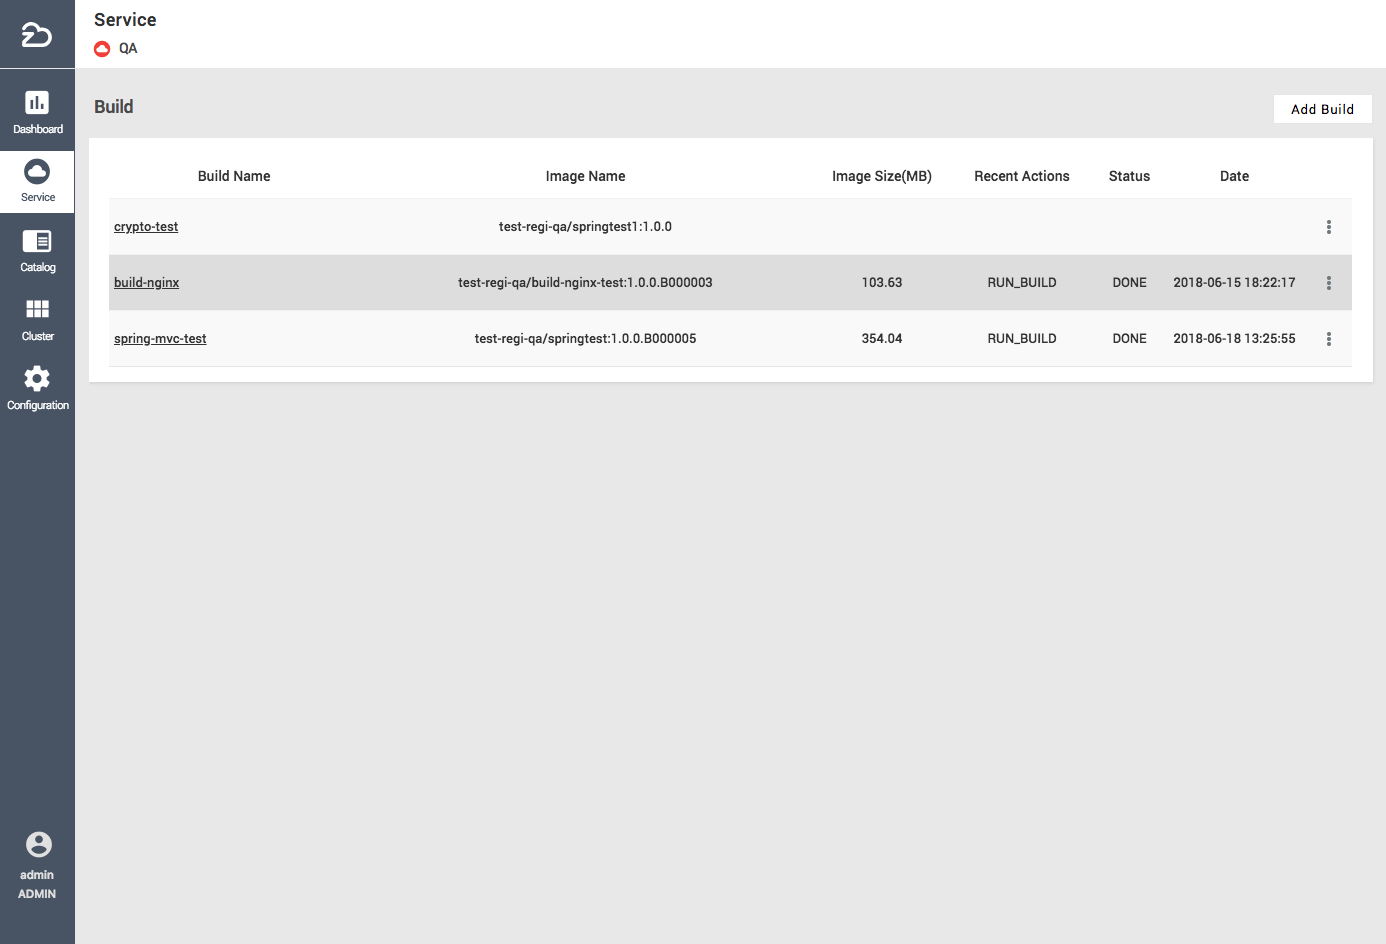 Service
QA
Dashboard
Service
Catalog
Cluster
Configuration
admin
ADMIN
Build
Add Build
Build Name Image Name Image Size(MB) Recent Actions Status Date
crypto-test test-regi-qa/springtest1:1.0.0
build-nginx test-regi-qa/build-nginx-test:1.0.0.B000003 103.63 RUN_BUILD DONE 2018-06-15 18:22:17
spring-mvc-test test-regi-qa/springtest:1.0.0.B000005 354.04 RUN_BUILD DONE 2018-06-18 13:25:55